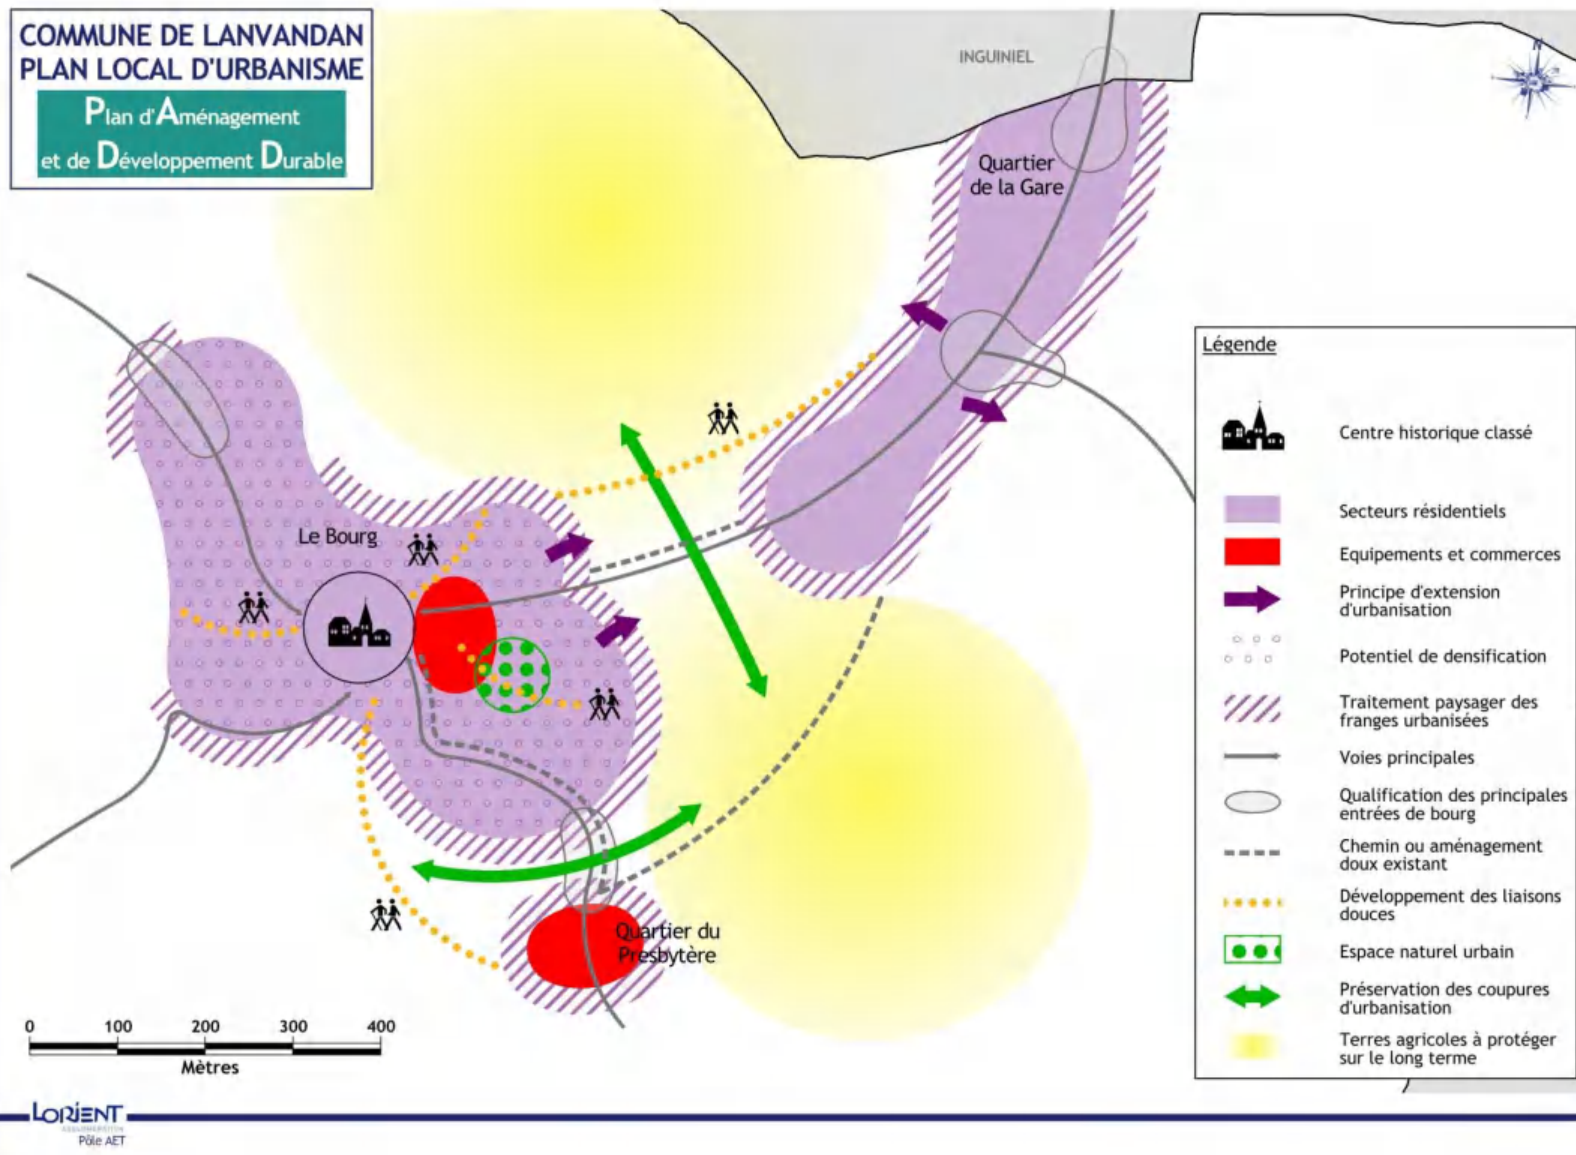 COMMUNE DE LANVANDAN
PLAN LOCAL D'URBANISME
Plan d'Aménagement
et de Développement Durable
INGUINIEL
N
Quartier
de la Gare
Le Bourg
Quartier du
Presbytère
Légende
Centre historique classé
Secteurs résidentiels
Equipements et commerces
Principe d'extension
d'urbanisation
Potentiel de densification
Traitement paysager des
franges urbanisées
Voies principales
Qualification des principales
entrées de bourg
Chemin ou aménagement
doux existant
Développement des liaisons
douces
Espace naturel urbain
Préservation des coupures
d'urbanisation
Terres agricoles à protéger
sur le long terme
0 100 200 300 400
Mètres
LORIENT
Pôle AET